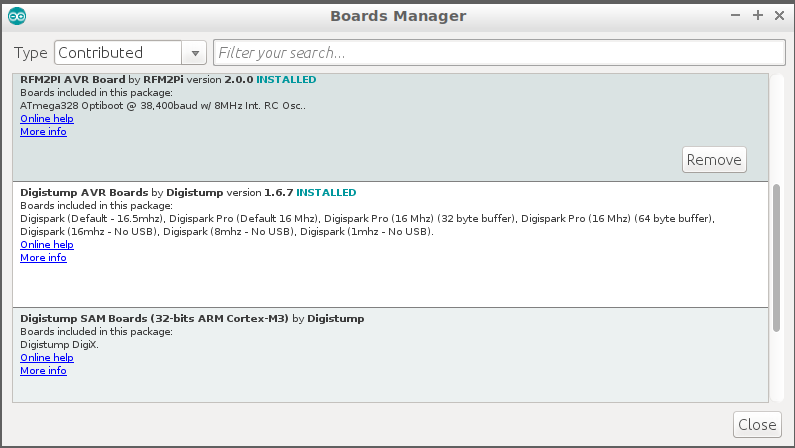 Boards Manager
Type Contributed Filter your search...
RFM2PI AVR Board by RFM2Pi version 2.0.0 INSTALLED
Boards included in this package:
ATmega328 Optiboot @ 38,400baud w/ 8MHz Int. RC Osc..
Online help
More info
Remove
Digistump AVR Boards by Digistump version 1.6.7 INSTALLED
Boards included in this package:
Digispark (Default - 16.5mhz), Digispark Pro (Default 16 Mhz), Digispark Pro (16 Mhz) (32 byte buffer), Digispark Pro (16 Mhz) (64 byte buffer),
Digispark (16mhz - No USB), Digispark (8mhz - No USB), Digispark (1mhz - No USB).
Online help
More info
Digistump SAM Boards (32-bits ARM Cortex-M3) by Digistump
Boards included in this package:
Digistump DigiX.
Online help
More info
Close